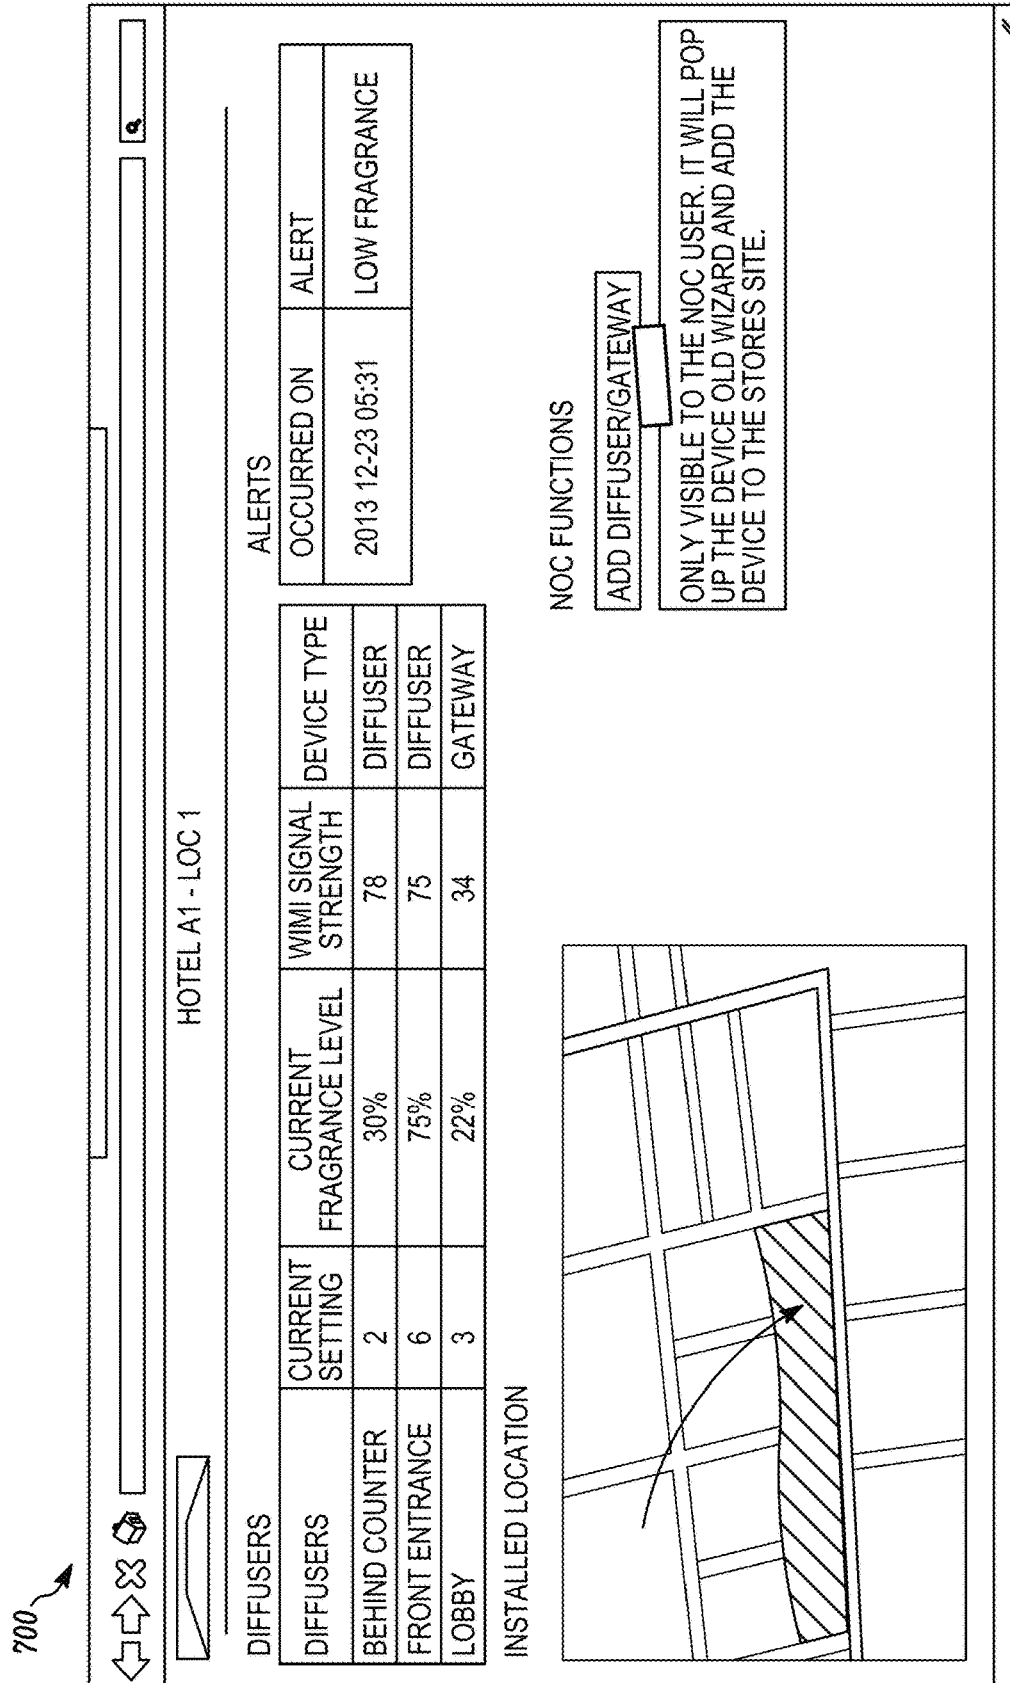 700
HOTEL A1 - LOC 1
DIFFUSERS
DIFFUSERS
CURRENT
SETTING
CURRENT
FRAGRANCE LEVEL
WIMI SIGNAL
STRENGTH
DEVICE TYPE
BEHIND COUNTER
2
30%
78
DIFFUSER
FRONT ENTRANCE
6
75%
75
DIFFUSER
LOBBY
3
22%
34
GATEWAY
ALERTS
OCCURRED ON
ALERT
2013 12-23 05:31
LOW FRAGRANCE
INSTALLED LOCATION
NOC FUNCTIONS
ADD DIFFUSER/GATEWAY
ONLY VISIBLE TO THE NOC USER. IT WILL POP
UP THE DEVICE OLD WIZARD AND ADD THE
DEVICE TO THE STORES SITE.